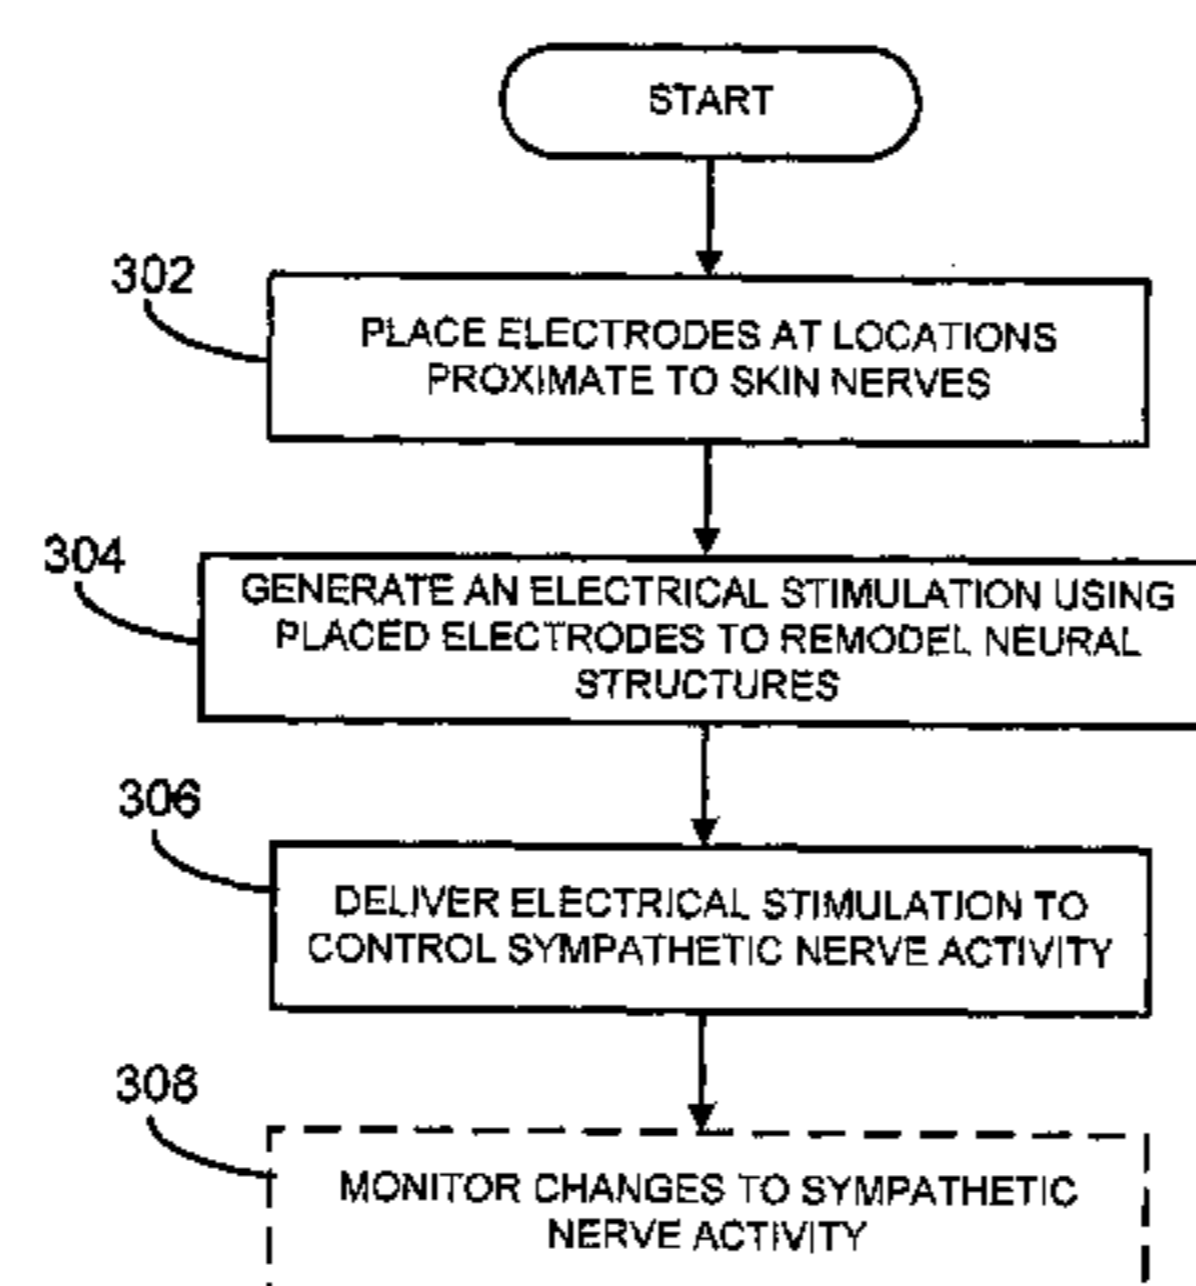 START
302
PLACE ELECTRODES AT LOCATIONS
PROXIMATE TO SKIN NERVES
304
GENERATE AN ELECTRICAL STIMULATION USING
PLACED ELECTRODES TO REMODEL NEURAL
STRUCTURES
306
DELIVER ELECTRICAL STIMULATION TO
CONTROL SYMPATHETIC NERVE ACTIVITY
308
MONITOR CHANGES TO SYMPATHETIC
NERVE ACTIVITY